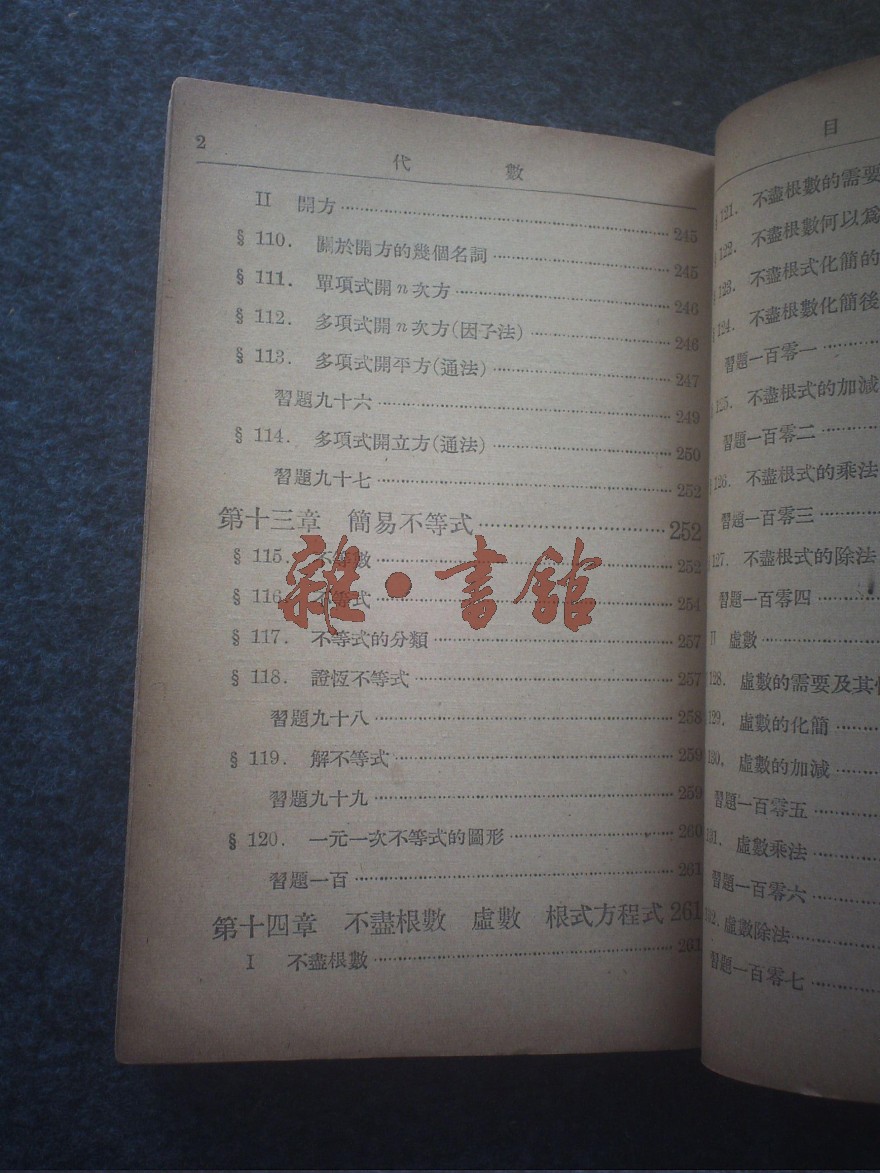 2
代 數
II 開方 245
§ 110. 關於開方的幾個名詞 245
§ 111. 單項式開 n 次方 246
§ 112. 多項式開 n 次方(因子法) 246
§ 113. 多項式開平方(通法) 247
習題九十六 249
§ 114. 多項式開立方(通法) 250
習題九十七 252
第十三章 簡易不等式 252
§ 115. 不等數 252
§ 116. 不等式 254
§ 117. 不等式的分類 257
§ 118. 證恆不等式 257
習題九十八 258
§ 119. 解不等式 259
習題九十九 259
§ 120. 一元一次不等式的圖形 260
習題一百 261
第十四章 不盡根數 虛數 根式方程式 261
I 不盡根數 261
雜·書館
目
§ 121. 不盡根數的需要
§ 122. 不盡根數何以爲
§ 123. 不盡根式化簡的
§ 124. 不盡根數化簡後
習題一百零一
§ 125. 不盡根式的加減
習題一百零二
§ 126. 不盡根式的乘法
習題一百零三
127. 不盡根式的除法
習題一百零四
II 虛數
128. 虛數的需要及其
129. 虛數的化簡
130. 虛數的加減
習題一百零五
131. 虛數乘法
習題一百零六
132. 虛數除法
習題一百零七